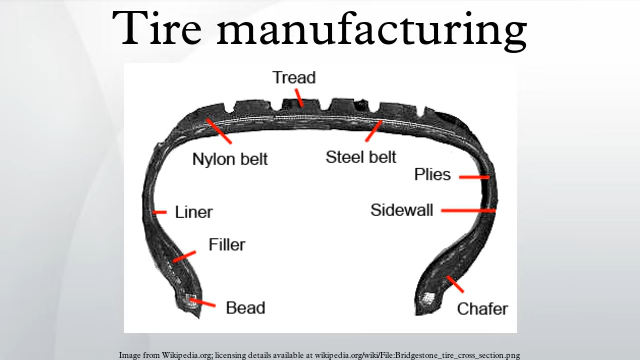 Tire manufacturing
Tread
Nylon belt
Steel belt
Plies
Liner
Sidewall
Filler
Bead
Chafer
Image from Wikipedia.org; licensing details available at wikipedia.org/wiki/File:Bridgestone_tire_cross_section.png